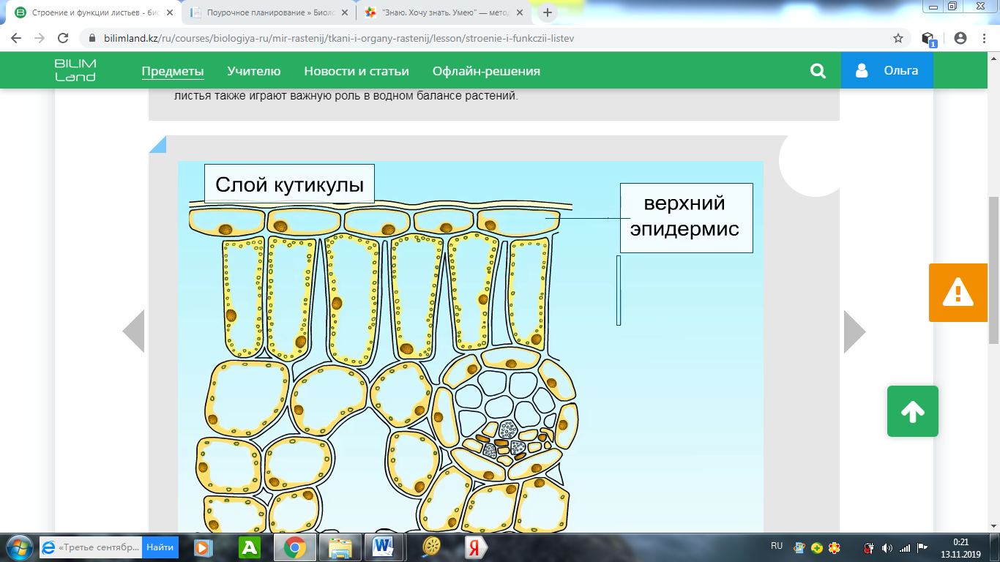 Строение и функции листьев - би
Поурочное планирование » Биоло
"Знаю. Хочу знать. Умею" — мето
bilimland.kz/ru/courses/biologiya-ru/mir-rastenij/tkani-i-organy-rastenij/lesson/stroenie-i-funkczii-listev
1
BILIM
Land
Предметы
Учителю
Новости и статьи
Офлайн-решения
Ольга
листья также играют важную роль в водном балансе растений.
Слой кутикулы
верхний
эпидермис
«Третье сентябр...
Найти
RU
0:21
13.11.2019